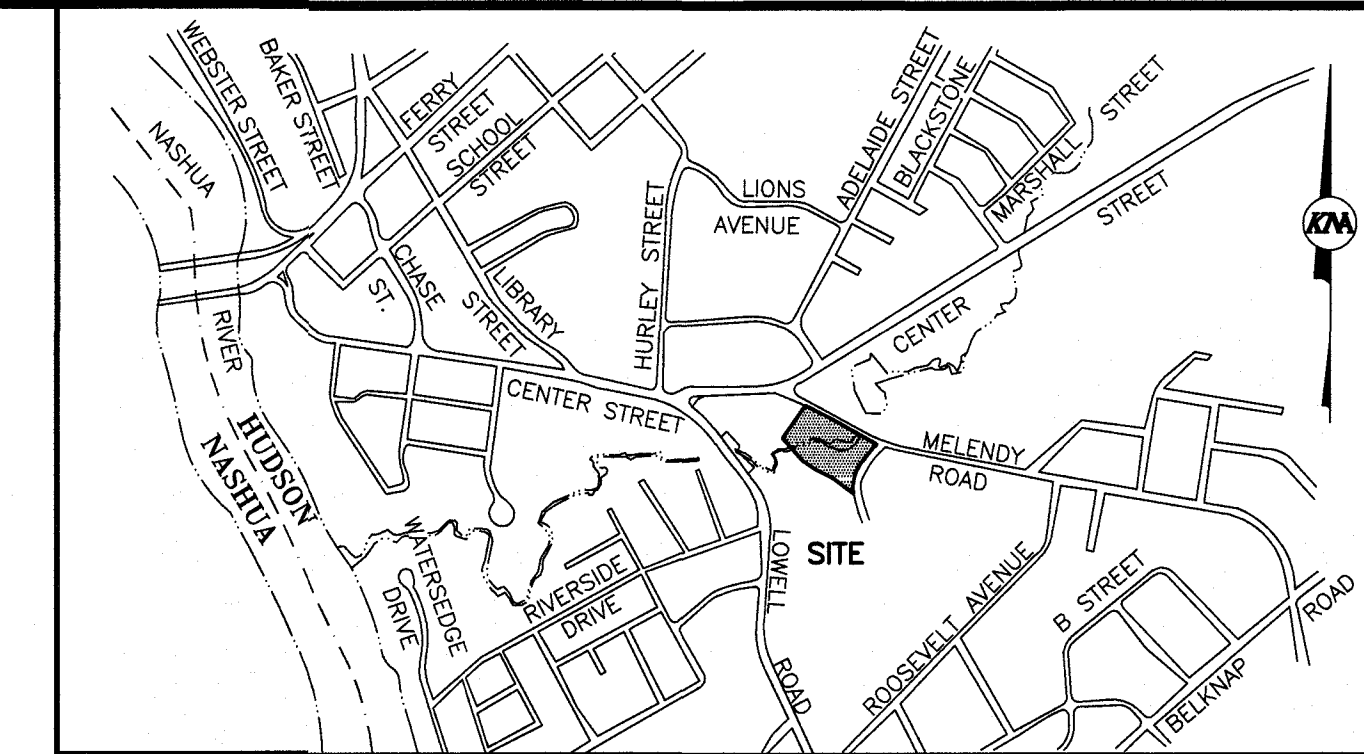 WEBSTER STREET
BAKER STREET
FERRY
STREET
SCHOOL
STREET
ADELAIDE STREET
BLACKSTONE
MARSHALL
STREET
NASHUA
RIVER
LIONS
AVENUE
HURLEY STREET
CHASE
ST.
LIBRARY
STREET
CENTER
STREET
KNA
CENTER STREET
HUDSON
NASHUA
MELENDY
ROAD
SITE
WATERSEDGE
DRIVE
RIVERSIDE
DRIVE
LOWELL
ROAD
ROOSEVELT AVENUE
B STREET
BELKNAP
ROAD